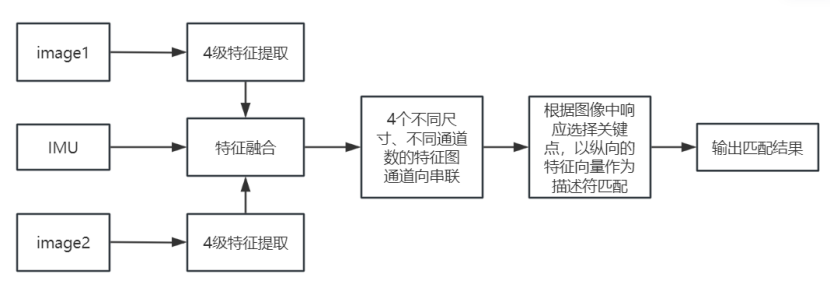 image1
4级特征提取
IMU
特征融合
image2
4级特征提取
4个不同尺
寸、不同通道
数的特征图
通道向串联
根据图像中响
应选择关键
点，以纵向的
特征向量作为
描述符匹配
输出匹配结果